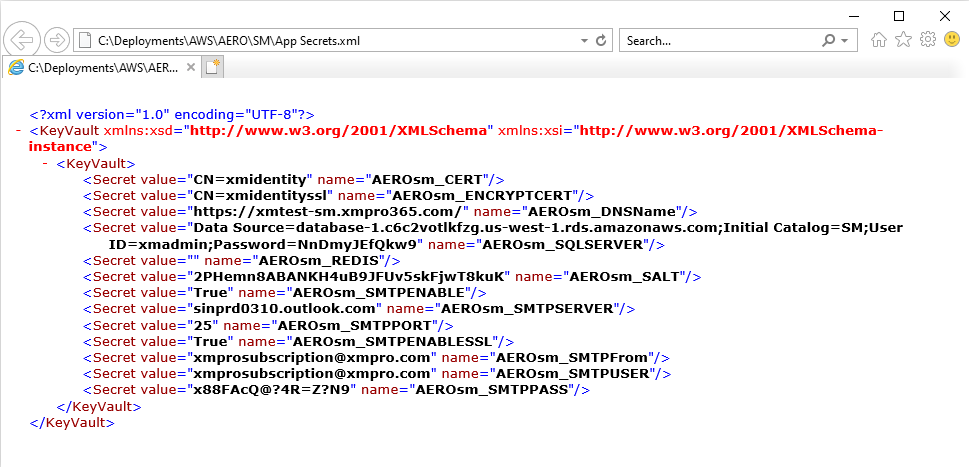 C:\Deployments\AWS\AERO\SM\App Secrets.xml
Search...
C:\Deployments\AWS\AER...
<?xml version="1.0" encoding="UTF-8"?>
- <KeyVault xmlns:xsd="http://www.w3.org/2001/XMLSchema" xmlns:xsi="http://www.w3.org/2001/XMLSchema-
instance">
- <KeyVault>
<Secret value="CN=xmidentity" name="AEROsm_CERT"/>
<Secret value="CN=xmidentityssl" name="AEROsm_ENCRYPTCERT"/>
<Secret value="https://xmtest-sm.xmpro365.com/" name="AEROsm_DNSName"/>
<Secret value="Data Source=database-1.c6c2votlkfzg.us-west-1.rds.amazonaws.com;Initial Catalog=SM;User
ID=xmadmin;Password=NnDmyJEfQkw9" name="AEROsm_SQLSERVER"/>
<Secret value="" name="AEROsm_REDIS"/>
<Secret value="2PHemn8ABANKH4uB9JFUv5skFjwT8kuK" name="AEROsm_SALT"/>
<Secret value="True" name="AEROsm_SMTPENABLE"/>
<Secret value="sinprd0310.outlook.com" name="AEROsm_SMTPSERVER"/>
<Secret value="25" name="AEROsm_SMTPPORT"/>
<Secret value="True" name="AEROsm_SMTPENABLESSL"/>
<Secret value="xmprosubscription@xmpro.com" name="AEROsm_SMTPFrom"/>
<Secret value="xmprosubscription@xmpro.com" name="AEROsm_SMTPUSER"/>
<Secret value="x88FAcQ@?4R=Z?N9" name="AEROsm_SMTPPASS"/>
</KeyVault>
</KeyVault>